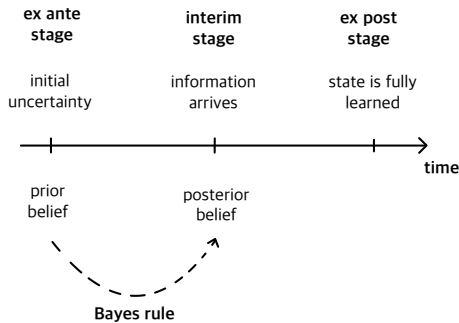 ex ante
stage
interim
stage
ex post
stage
initial
uncertainty
information
arrives
state is fully
learned
time
prior
belief
posterior
belief
Bayes rule